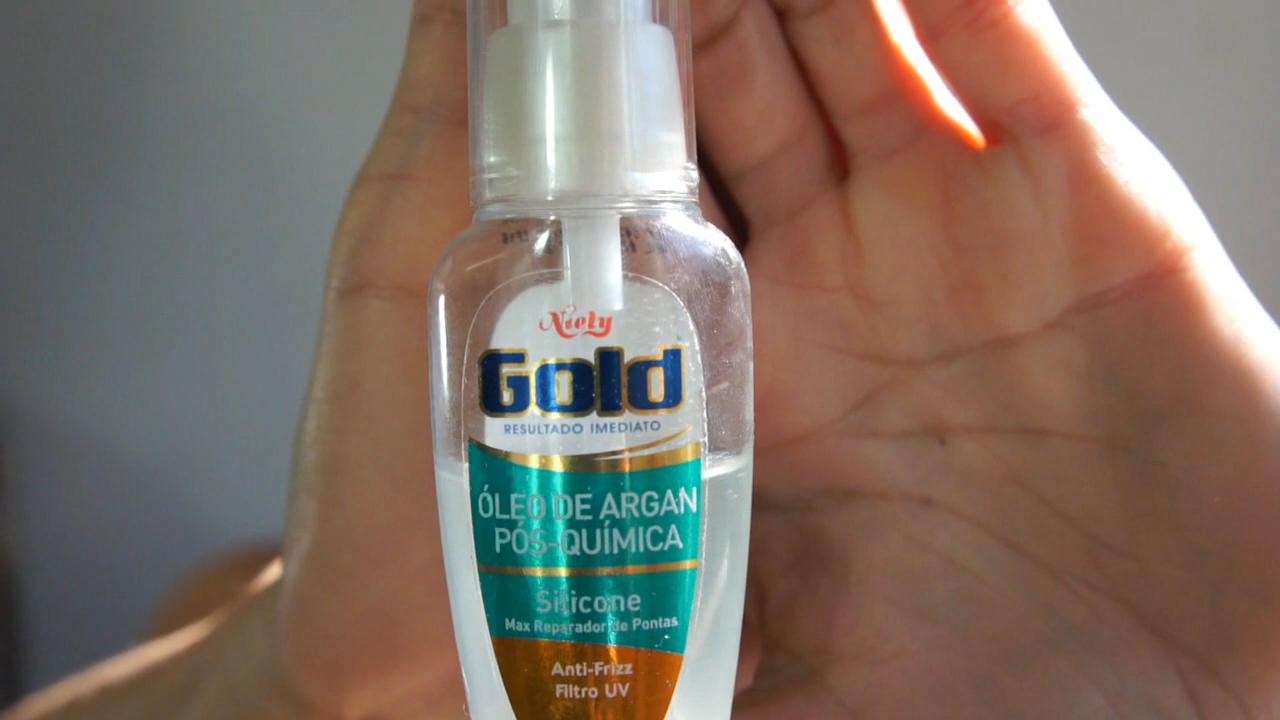 Niely
Gold
RESULTADO IMEDIATO
ÓLEO DE ARGAN
PÓS-QUÍMICA
Silicone
Max Reparador de Pontas
Anti-Frizz
Filtro UV